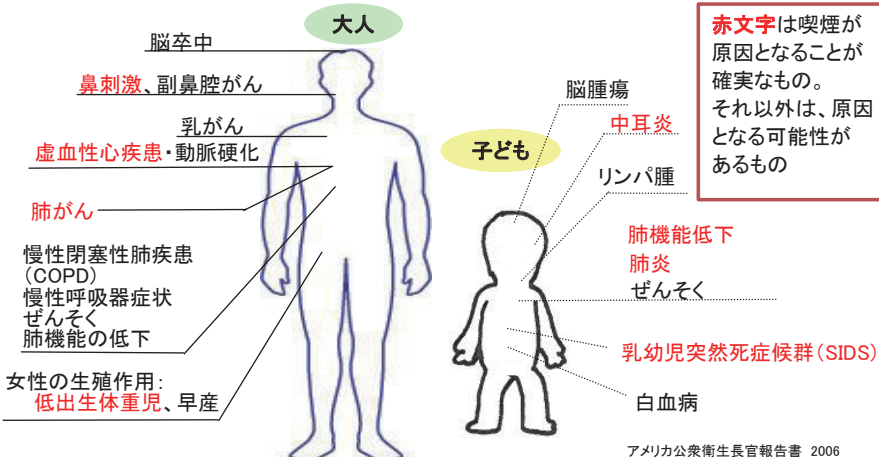 大人
脳卒中
鼻刺激、副鼻腔がん
乳がん
虚血性心疾患・動脈硬化
肺がん
慢性閉塞性肺疾患
(COPD)
慢性呼吸器症状
ぜんそく
肺機能の低下
女性の生殖作用:
低出生体重児、早産
子ども
脳腫瘍
中耳炎
リンパ腫
肺機能低下
肺炎
ぜんそく
乳幼児突然死症候群(SIDS)
白血病
赤文字は喫煙が
原因となることが
確実なもの。
それ以外は、原因
となる可能性が
あるもの
アメリカ公衆衛生長官報告書 2006